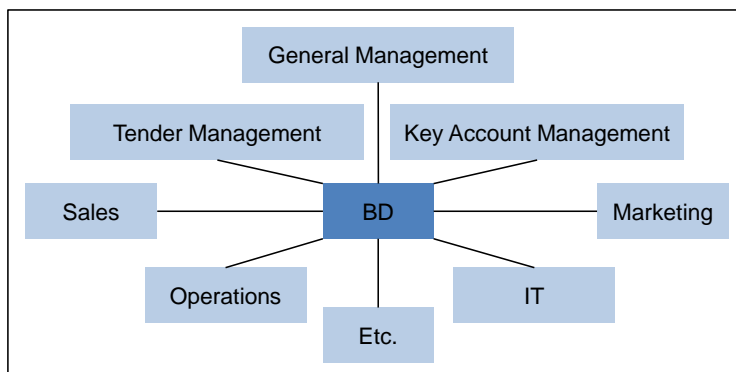 General Management
Tender Management
Key Account Management
Sales
BD
Marketing
Operations
IT
Etc.